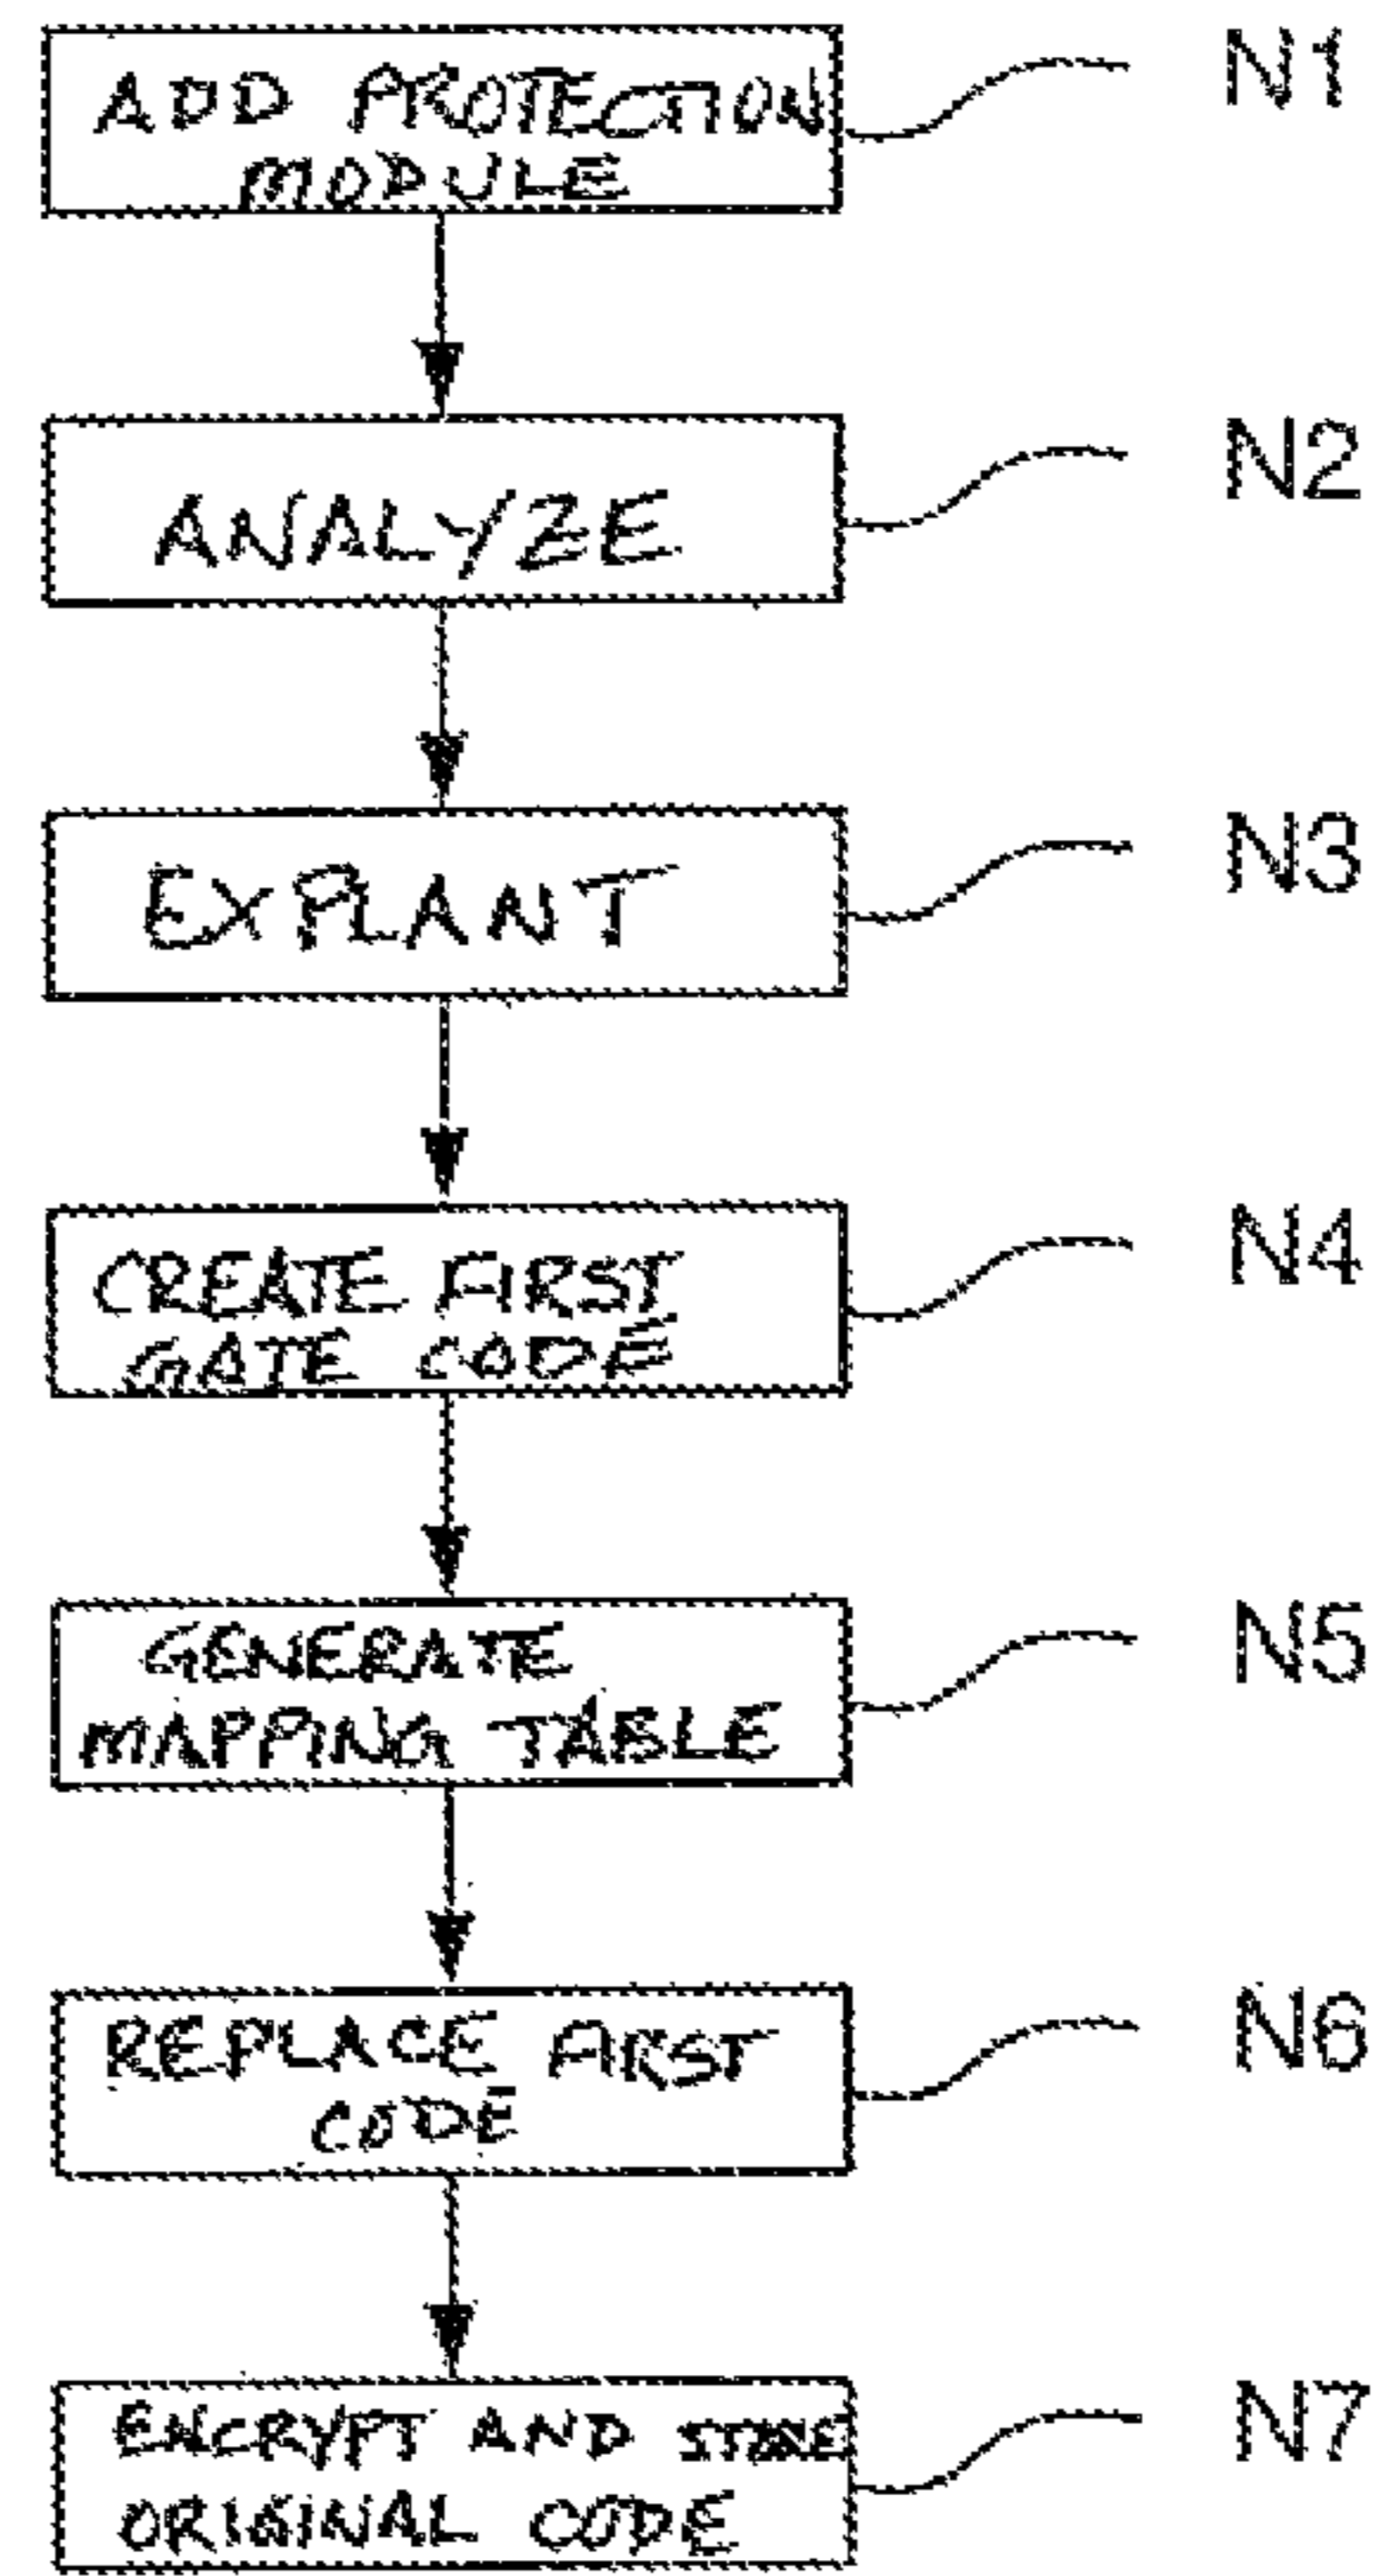 ADD PROTECTION
MODULE
N1
ANALYZE
N2
EXPLANT
N3
CREATE FIRST
GATE CODE
N4
GENERATE
MAPPING TABLE
N5
REPLACE FIRST
CODE
N6
ENCRYPT AND STORE
ORIGINAL CODE
N7